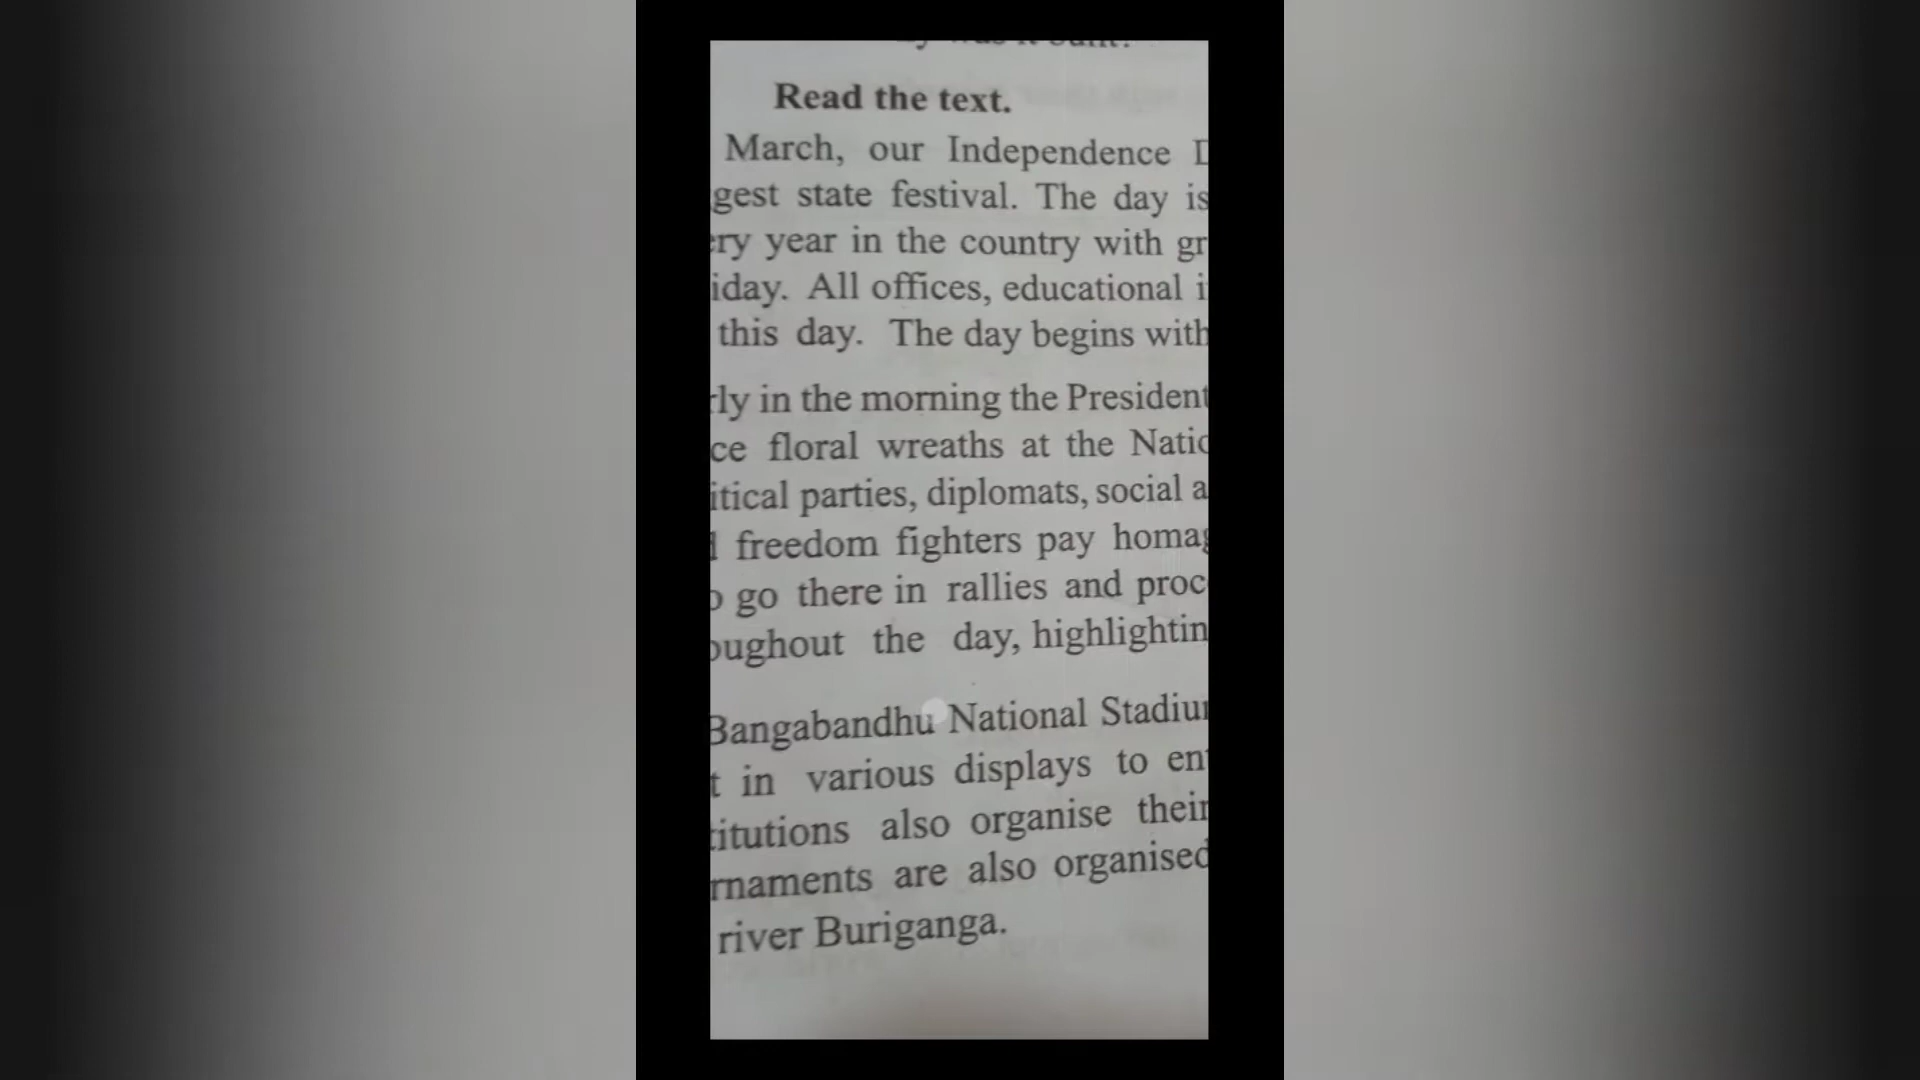 Read the text.
March, our Independence
gest state festival. The day is
ry year in the country with gr
iday. All offices, educational i
this day. The day begins with
rly in the morning the President
ce floral wreaths at the Natio
itical parties, diplomats, social a
freedom fighters pay homag
go there in rallies and proc
oughout the day, highlightin
Bangabandhu National Stadiu
t in various displays to ent
titutions also organise their
rnaments are also organised
river Buriganga.